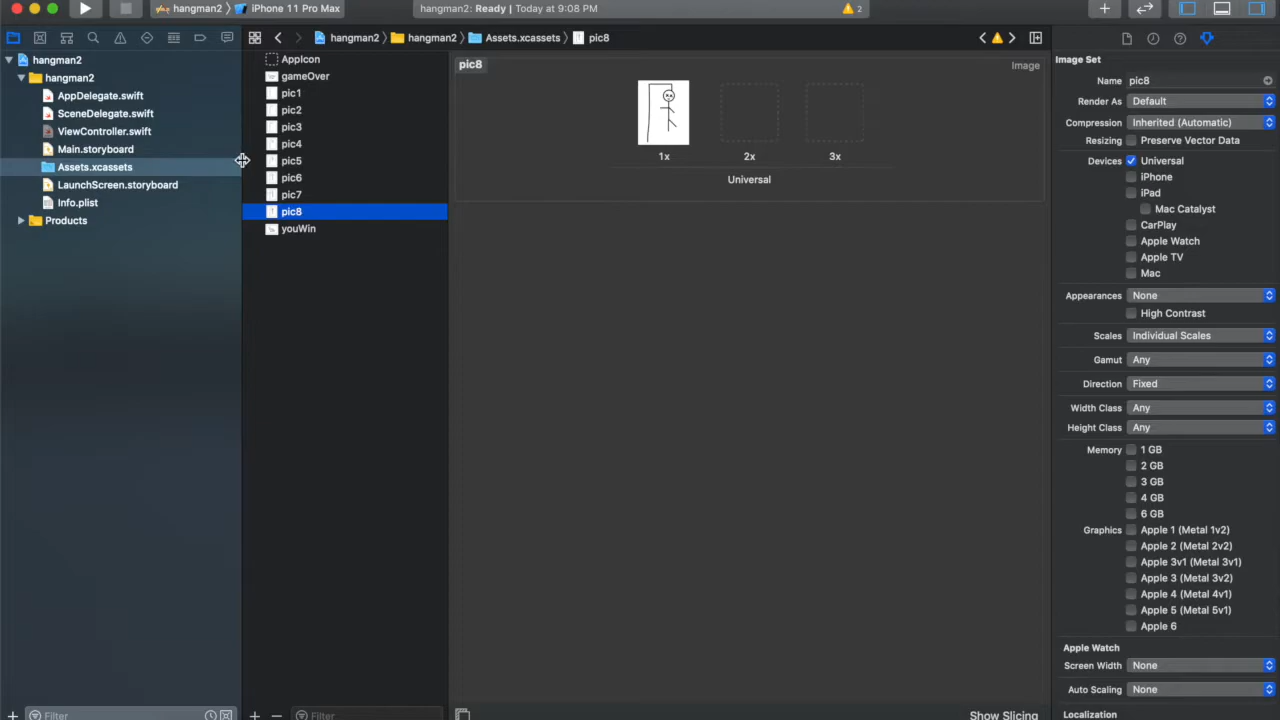 hangman2 〉 iPhone 11 Pro Max
hangman2: Ready | Today at 9:08 PM
2
hangman2 〉 hangman2 〉 Assets.xcassets 〉 pic8
hangman2
hangman2
AppDelegate.swift
SceneDelegate.swift
ViewController.swift
Main.storyboard
Assets.xcassets
LaunchScreen.storyboard
Info.plist
Products
Filter
AppIcon
gameOver
pic1
pic2
pic3
pic4
pic5
pic6
pic7
pic8
youWin
Filter
pic8
Image
1x 2x 3x
Universal
Show Slicing
Image Set
Name pic8
Render As Default
Compression Inherited (Automatic)
Resizing Preserve Vector Data
Devices Universal
iPhone
iPad
Mac Catalyst
CarPlay
Apple Watch
Apple TV
Mac
Appearances None
High Contrast
Scales Individual Scales
Gamut Any
Direction Fixed
Width Class Any
Height Class Any
Memory 1 GB
2 GB
3 GB
4 GB
6 GB
Graphics Apple 1 (Metal 1v2)
Apple 2 (Metal 2v2)
Apple 3v1 (Metal 3v1)
Apple 3 (Metal 3v2)
Apple 4 (Metal 4v1)
Apple 5 (Metal 5v1)
Apple 6
Apple Watch
Screen Width None
Auto Scaling None
Localization